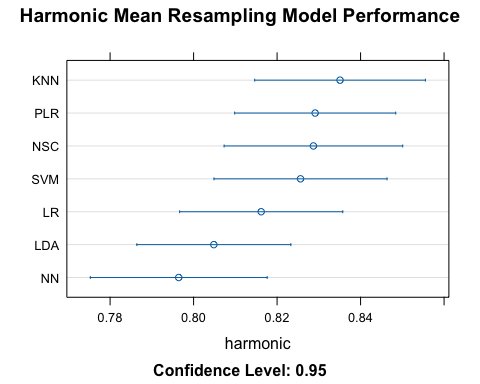 Harmonic Mean Resampling Model Performance
KNN
PLR
NSC
SVM
LR
LDA
NN
0.78 0.80 0.82 0.84
harmonic
Confidence Level: 0.95